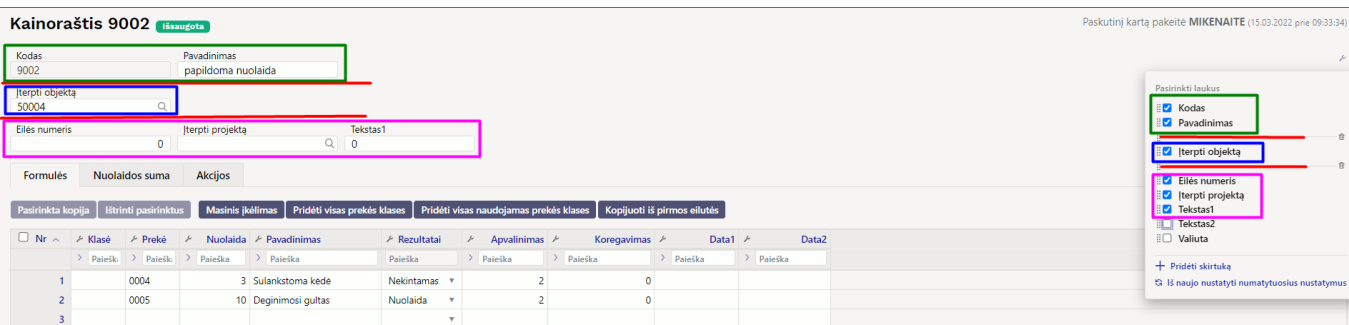 Kainoraštis 9002 Išsaugota
Paskutinį kartą pakeitė MIKENAITE (15.03.2022 prie 09:33:34)
Kodas Pavadinimas
9002 papildoma nuolaida
Įterpti objektą
50004
Eilės numeris Įterpti projektą Tekstas1
0 0
Formulės Nuolaidos suma Akcijos
Pasirinkta kopija Ištrinti pasirinktus Masinis įkėlimas Pridėti visas prekės klases Pridėti visas naudojamas prekės klases Kopijuoti iš pirmos eilutės
Nr Klasė Prekė Nuolaida Pavadinimas Rezultatai Apvalinimas Koregavimas Data1 Data2
Paiešk Paiešk Paieška Paieška Paieška Paieška Paieška Paieška Paieška
1 0004 3 Sulankstoma kėdė Nekintamas 2 0
2 0005 10 Deginimosi gultas Nuolaida 2 0
3
Pasirinkti laukus
Kodas
Pavadinimas
Įterpti objektą
Eilės numeris
Įterpti projektą
Tekstas1
Tekstas2
Valiuta
+ Pridėti skirtuką
Iš naujo nustatyti numatytuosius nustatymus